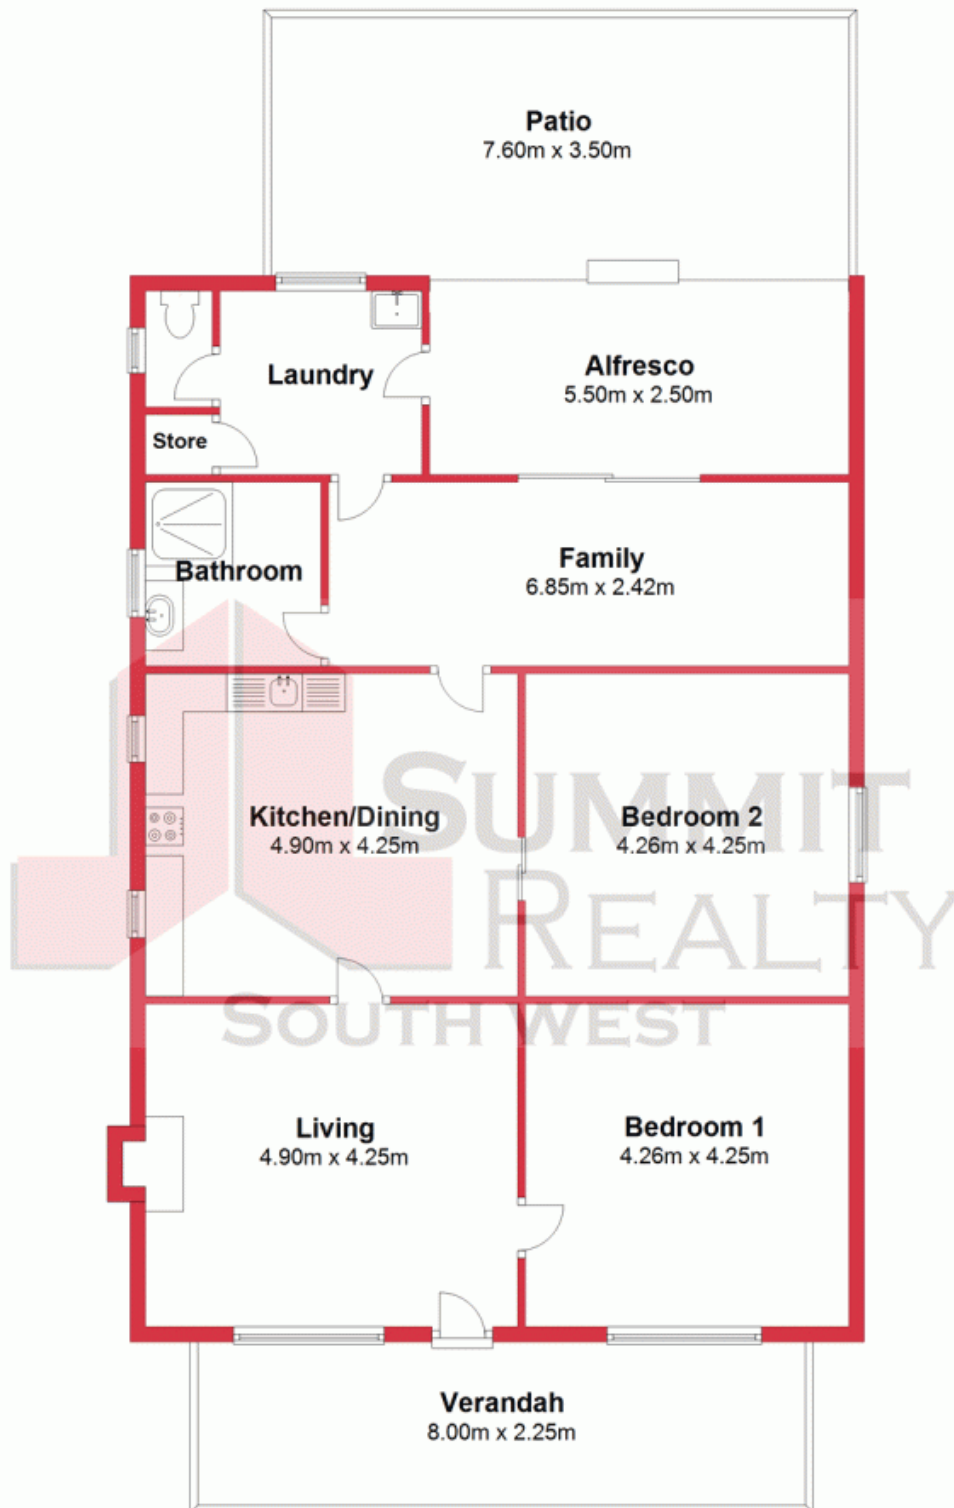 Patio
7.60m x 3.50m
Laundry
Alfresco
5.50m x 2.50m
Store
Bathroom
Family
6.85m x 2.42m
Kitchen/Dining
4.90m x 4.25m
Bedroom 2
4.26m x 4.25m
SUMMIT
REALTY
SOUTH WEST
Living
4.90m x 4.25m
Bedroom 1
4.26m x 4.25m
Verandah
8.00m x 2.25m